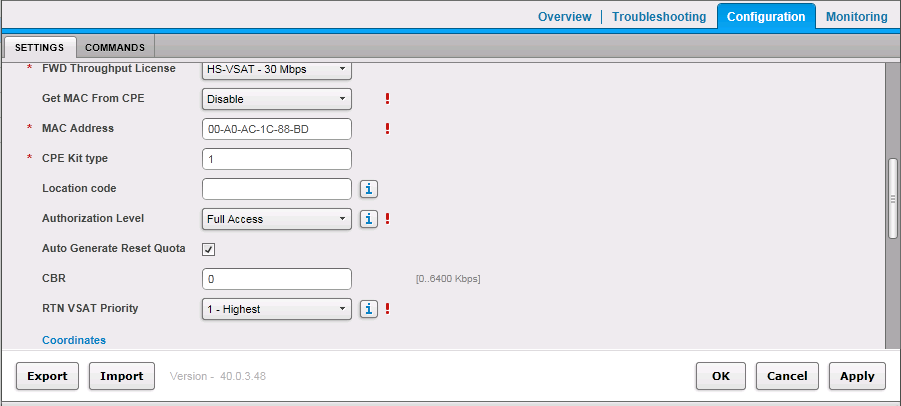 Overview | Troubleshooting Configuration Monitoring
SETTINGS COMMANDS
* FWD Throughput License HS-VSAT - 30 Mbps
Get MAC From CPE Disable !
* MAC Address 00-A0-AC-1C-88-BD !
* CPE Kit type 1
Location code i
Authorization Level Full Access i !
Auto Generate Reset Quota
CBR 0 [0..6400 Kbps]
RTN VSAT Priority 1 - Highest i !
Coordinates
Export Import Version - 40.0.3.48 OK Cancel Apply